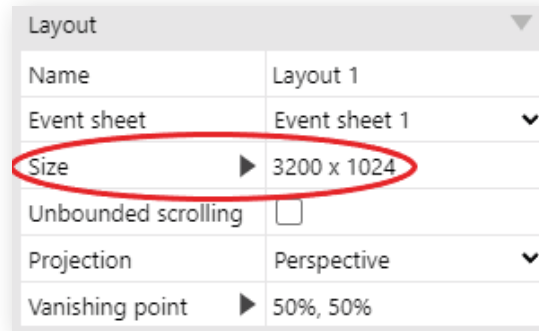 Layout
Name Layout 1
Event sheet Event sheet 1
Size 3200 x 1024
Unbounded scrolling
Projection Perspective
Vanishing point 50%, 50%